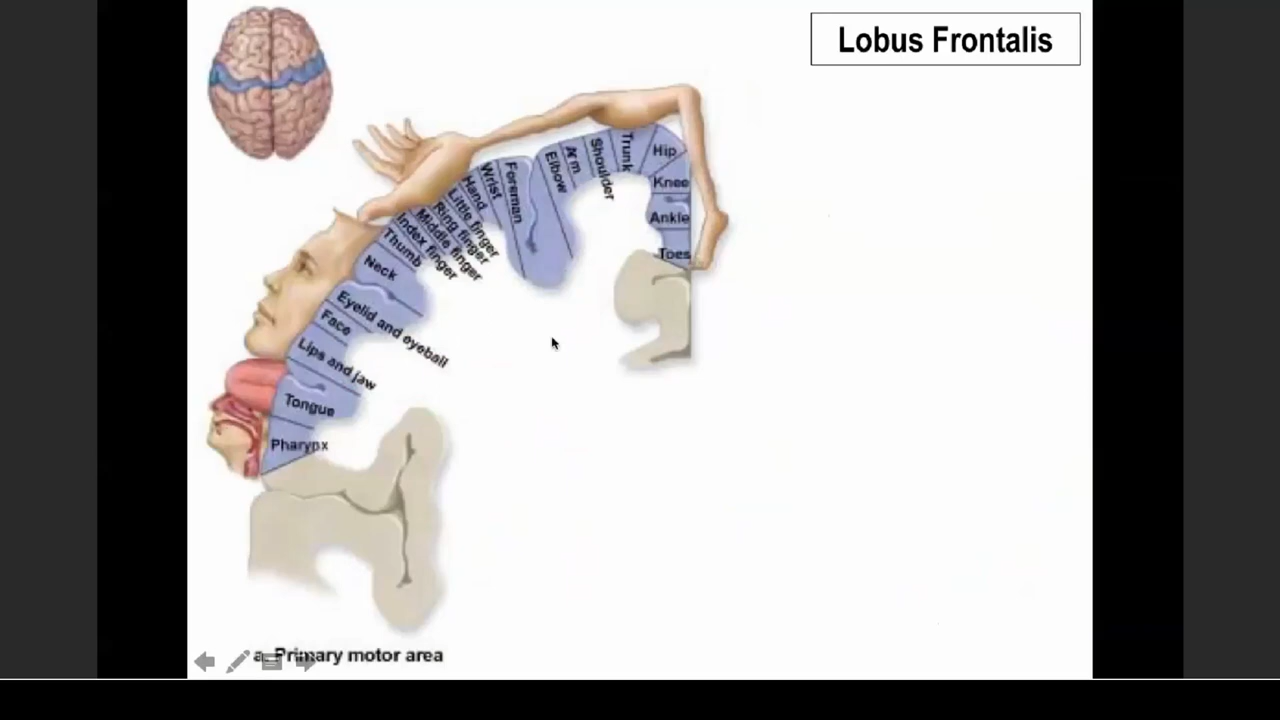 Lobus Frontalis
Toes
Ankle
Knee
Hip
Trunk
Shoulder
Arm
Elbow
Foreman
Wrist
Hand
Little finger
Ring finger
Middle finger
Index finger
Thumb
Neck
Eyelid and eyeball
Face
Lips and jaw
Tongue
Pharynx
a. Primary motor area